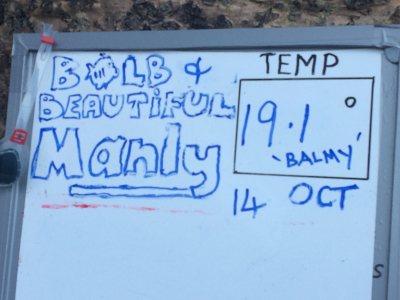 BOLB &
BEAUTIFUL
Manly
TEMP
19.1°
'BALMY'
14 OCT
S